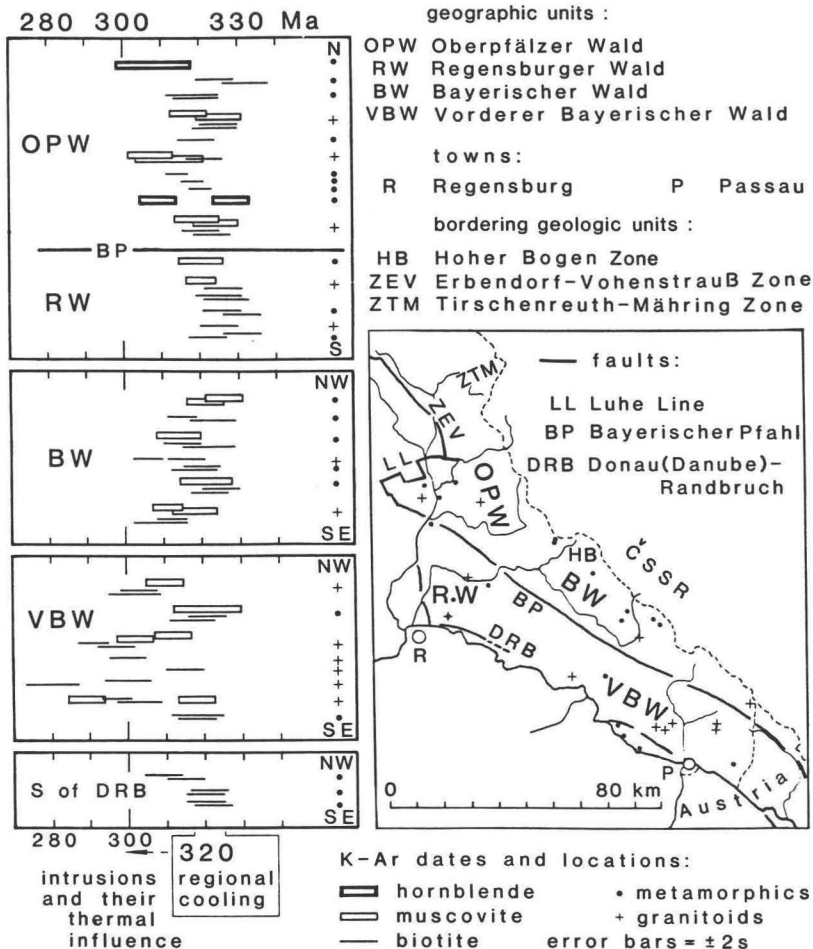 280 300 330 Ma
N
OPW
BP
RW
S
NW
BW
SE
NW
VBW
SE
NW
S of DRB
SE
280 300 320
intrusions
and their
thermal
influence
regional
cooling
geographic units :
OPW Oberpfälzer Wald
RW Regensburger Wald
BW Bayerischer Wald
VBW Vorderer Bayerischer Wald
towns:
R Regensburg P Passau
bordering geologic units :
HB Hoher Bogen Zone
ZEV Erbendorf-Vohenstrauß Zone
ZTM Tirschenreuth-Mähring Zone
faults:
LL Luhe Line
BP Bayerischer Pfahl
DRB Donau(Danube)-
Randbruch
ZTM
ZEV
LL
OPW
HB
ČSSR
BW
RW
BP
DRB
R
VBW
P
Austria
0 80 km
K-Ar dates and locations:
hornblende • metamorphics
muscovite + granitoids
biotite error bars = ±2s